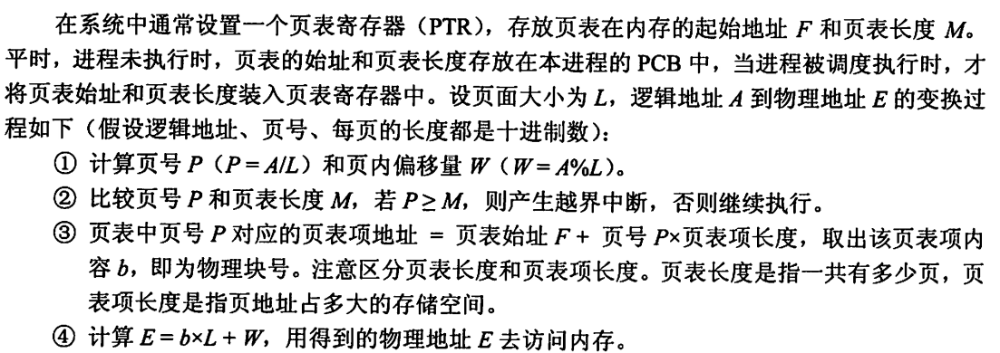 在系统中通常设置一个页表寄存器（PTR），存放页表在内存的起始地址 F 和页表长度 M。
平时，进程未执行时，页表的始址和页表长度存放在本进程的 PCB 中，当进程被调度执行时，才
将页表始址和页表长度装入页表寄存器中。设页面大小为 L，逻辑地址 A 到物理地址 E 的变换过
程如下（假设逻辑地址、页号、每页的长度都是十进制数）：
① 计算页号 P（P = A/L）和页内偏移量 W（W = A%L）。
② 比较页号 P 和页表长度 M，若 P ≥ M，则产生越界中断，否则继续执行。
③ 页表中页号 P 对应的页表项地址 = 页表始址 F + 页号 P×页表项长度，取出该页表项内
容 b，即为物理块号。注意区分页表长度和页表项长度。页表长度是指一共有多少页，页
表项长度是指页地址占多大的存储空间。
④ 计算 E = b×L + W，用得到的物理地址 E 去访问内存。